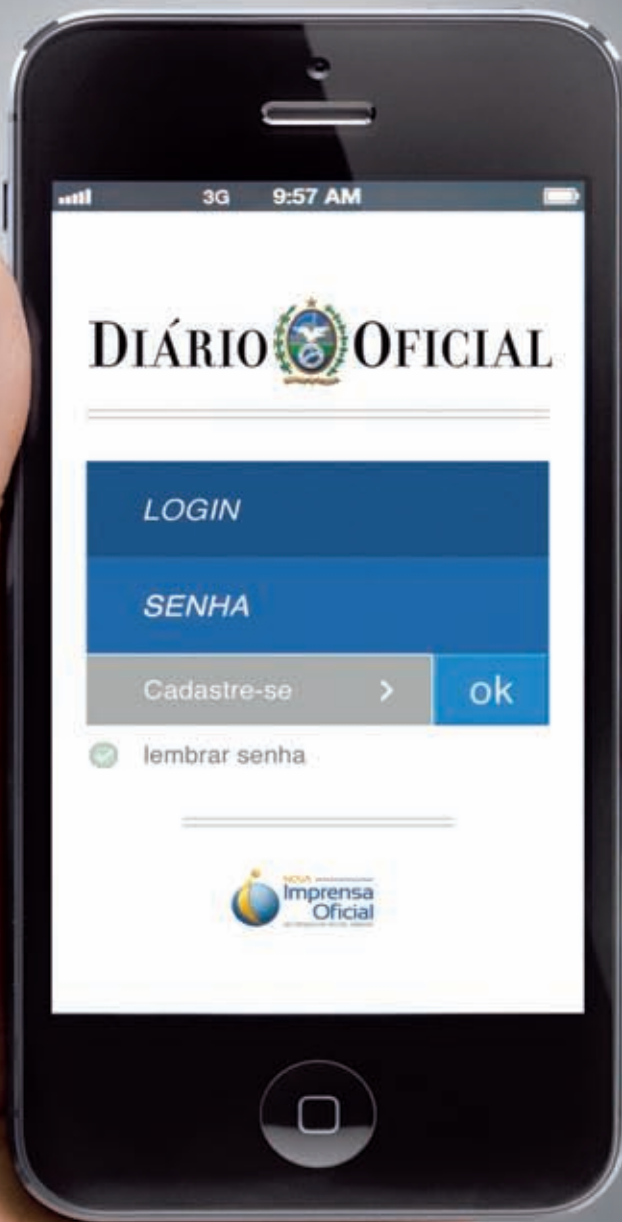 3G 9:57 AM
DIÁRIO OFICIAL
LOGIN
SENHA
Cadastre-se > ok
lembrar senha
NOVA
Imprensa
Oficial